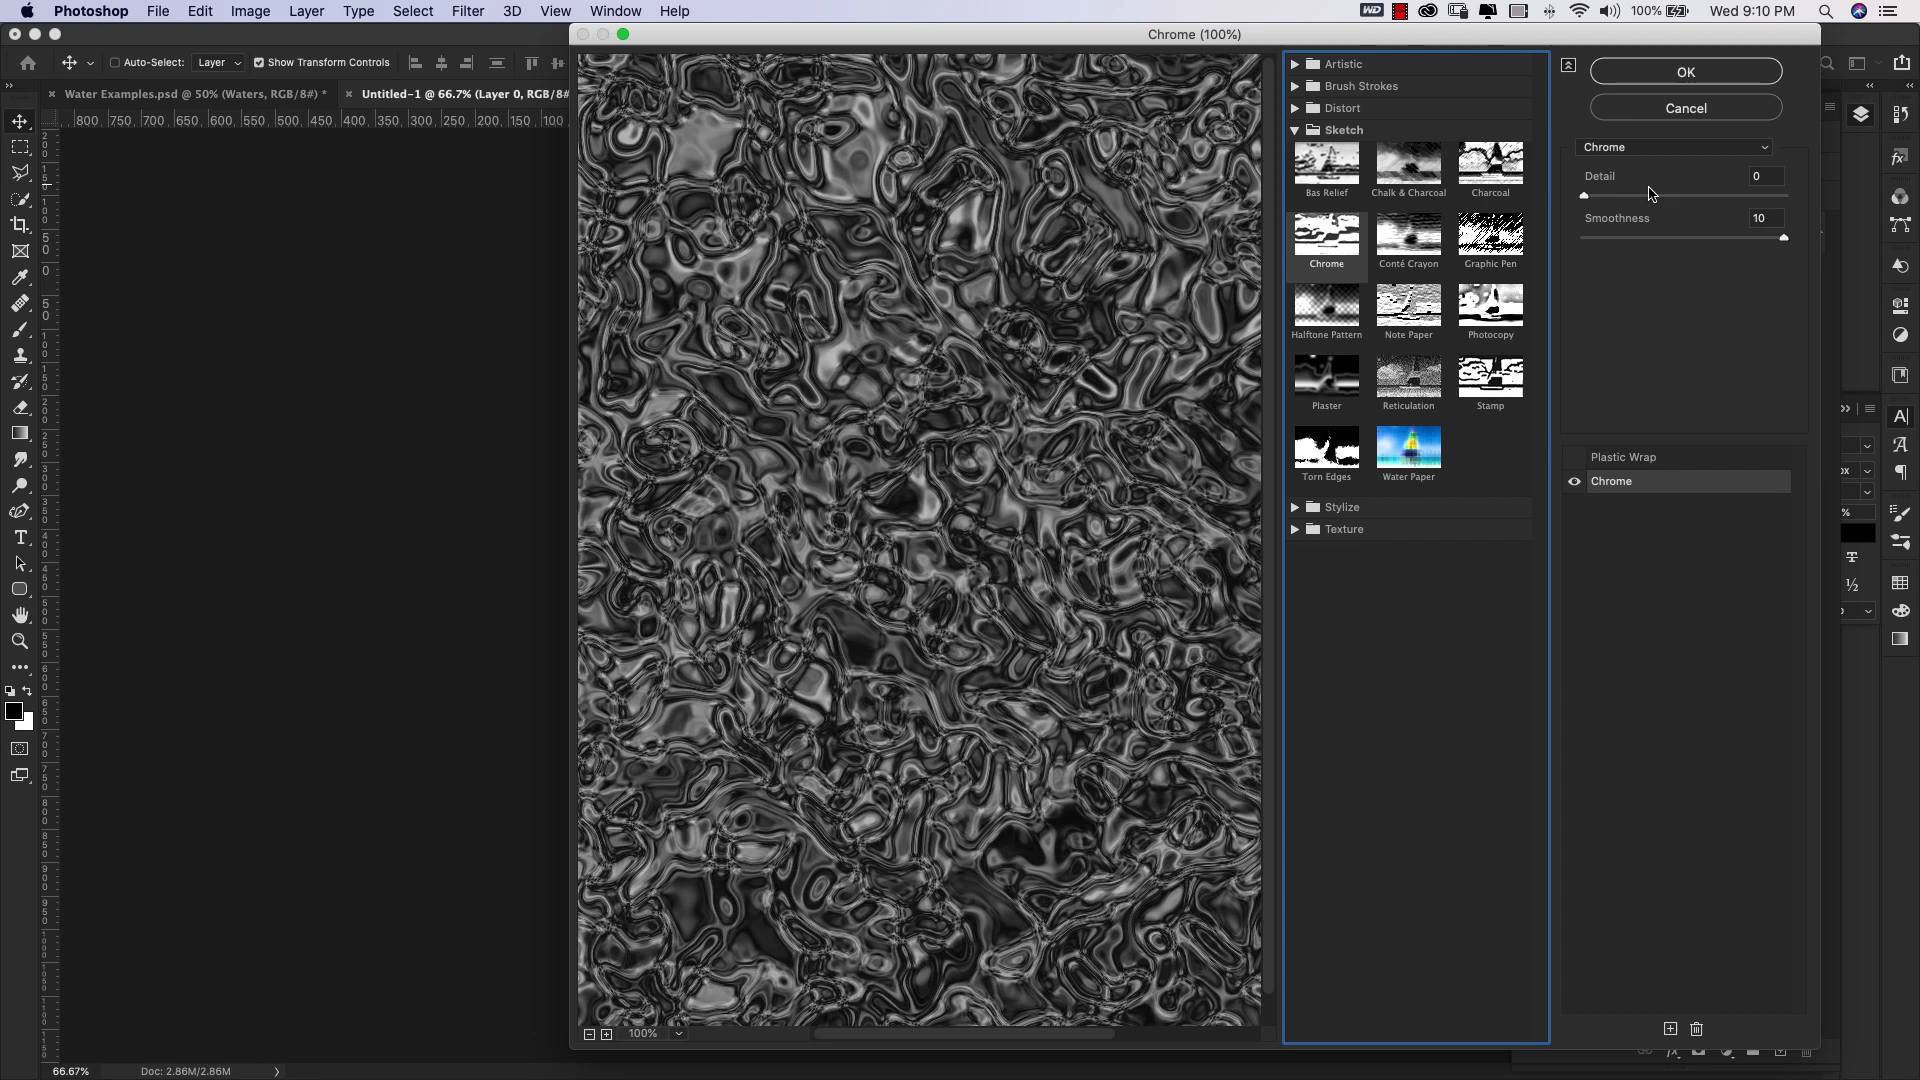 Photoshop File Edit Image Layer Type Select Filter 3D View Window Help
WD 100% Wed 9:10 PM
Chrome (100%)
Auto-Select: Layer Show Transform Controls
Water Examples.psd @ 50% (Waters, RGB/8#) *
Untitled-1 @ 66.7% (Layer 0, RGB/8#
800 750 700 650 600 550 500 450 400 350 300 250 200 150 100
Artistic
Brush Strokes
Distort
Sketch
Bas Relief Chalk & Charcoal Charcoal
Chrome Conté Crayon Graphic Pen
Halftone Pattern Note Paper Photocopy
Plaster Reticulation Stamp
Torn Edges Water Paper
Stylize
Texture
OK
Cancel
Chrome
Detail 0
Smoothness 10
Plastic Wrap
Chrome
100%
66.67% Doc: 2.86M/2.86M